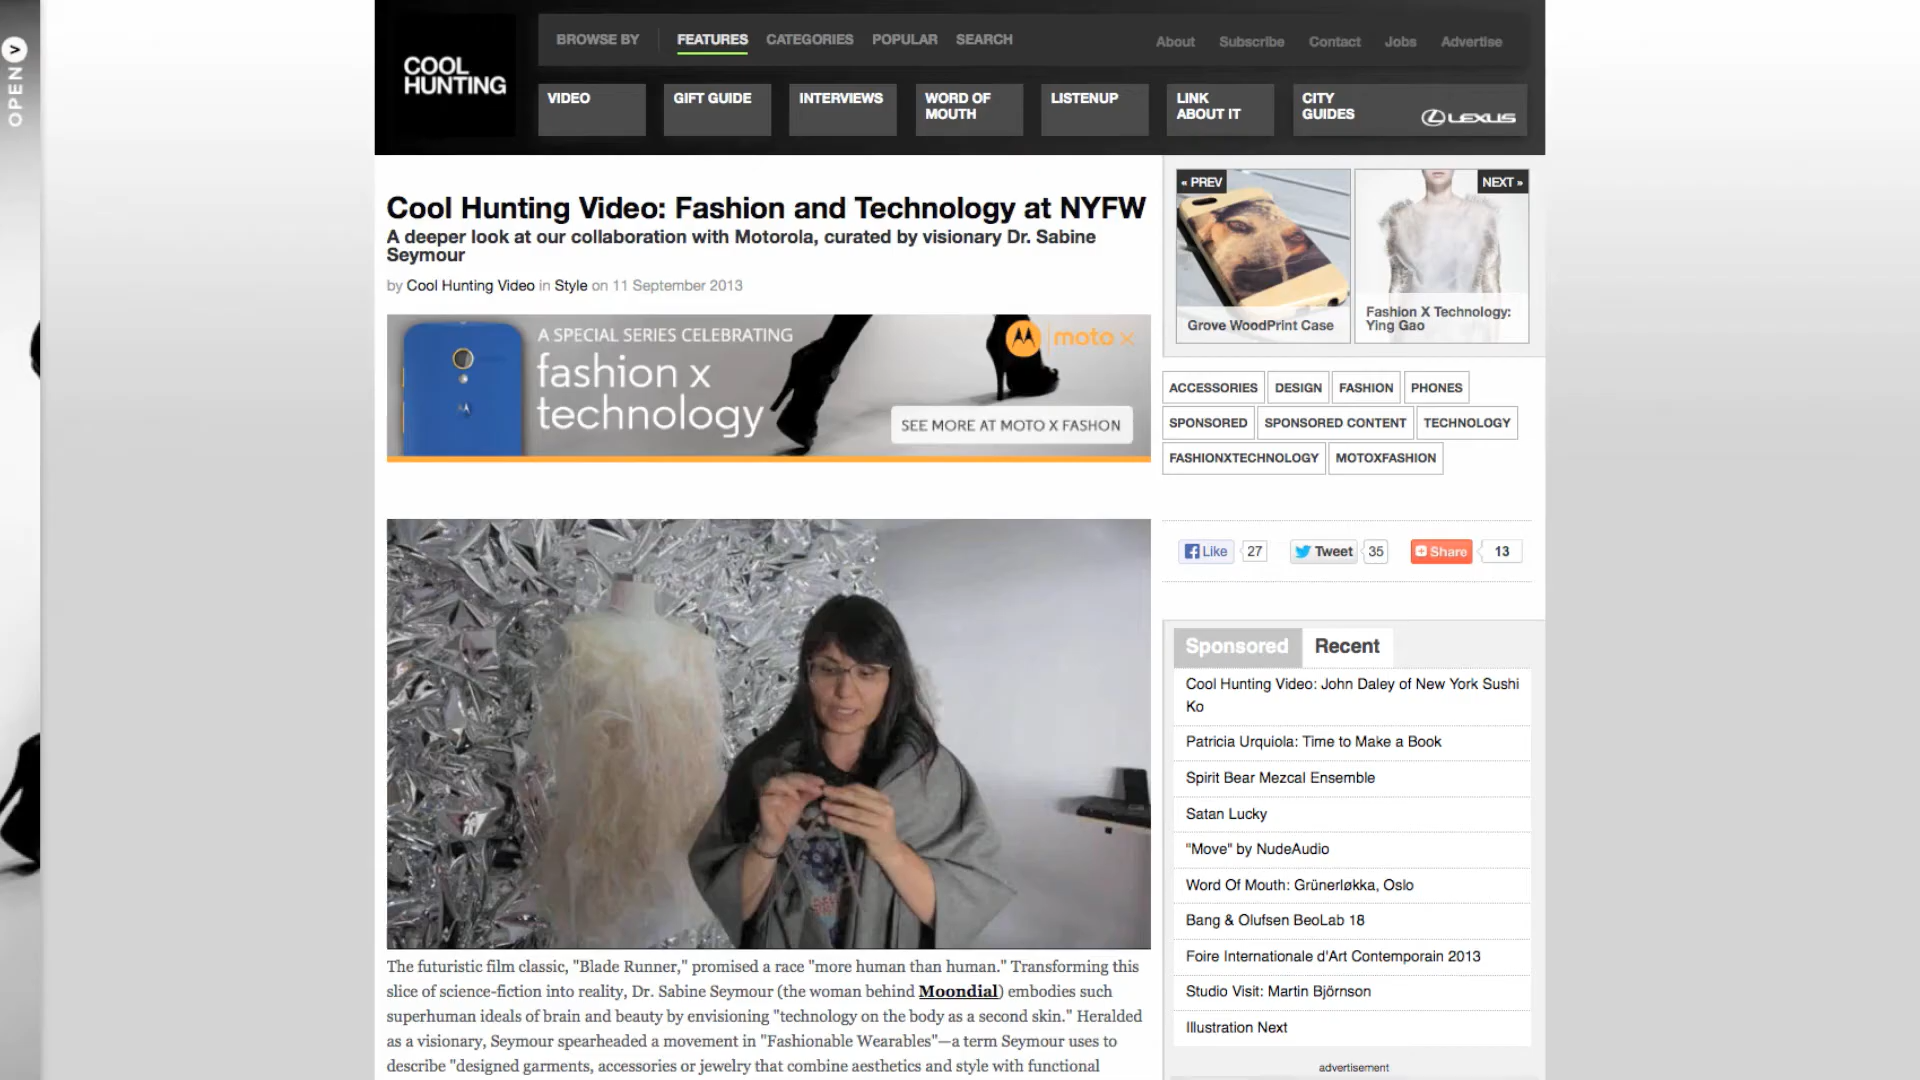 OPEN
COOL
HUNTING
BROWSE BY
FEATURES
CATEGORIES
POPULAR
SEARCH
About
Subscribe
Contact
Jobs
Advertise
VIDEO
GIFT GUIDE
INTERVIEWS
WORD OF
MOUTH
LISTENUP
LINK
ABOUT IT
CITY
GUIDES
LEXUS
Cool Hunting Video: Fashion and Technology at NYFW
A deeper look at our collaboration with Motorola, curated by visionary Dr. Sabine
Seymour
by Cool Hunting Video in Style on 11 September 2013
A SPECIAL SERIES CELEBRATING
fashion x
technology
moto x
SEE MORE AT MOTO X FASHION
The futuristic film classic, "Blade Runner," promised a race "more human than human." Transforming this
slice of science-fiction into reality, Dr. Sabine Seymour (the woman behind Moondial) embodies such
superhuman ideals of brain and beauty by envisioning "technology on the body as a second skin." Heralded
as a visionary, Seymour spearheaded a movement in "Fashionable Wearables"—a term Seymour uses to
describe "designed garments, accessories or jewelry that combine aesthetics and style with functional
« PREV
Grove WoodPrint Case
NEXT »
Fashion X Technology:
Ying Gao
ACCESSORIES
DESIGN
FASHION
PHONES
SPONSORED
SPONSORED CONTENT
TECHNOLOGY
FASHIONXTECHNOLOGY
MOTOXFASHION
Like
27
Tweet
35
Share
13
Sponsored
Recent
Cool Hunting Video: John Daley of New York Sushi
Ko
Patricia Urquiola: Time to Make a Book
Spirit Bear Mezcal Ensemble
Satan Lucky
"Move" by NudeAudio
Word Of Mouth: Grünerløkka, Oslo
Bang & Olufsen BeoLab 18
Foire Internationale d'Art Contemporain 2013
Studio Visit: Martin Björnson
Illustration Next
advertisement